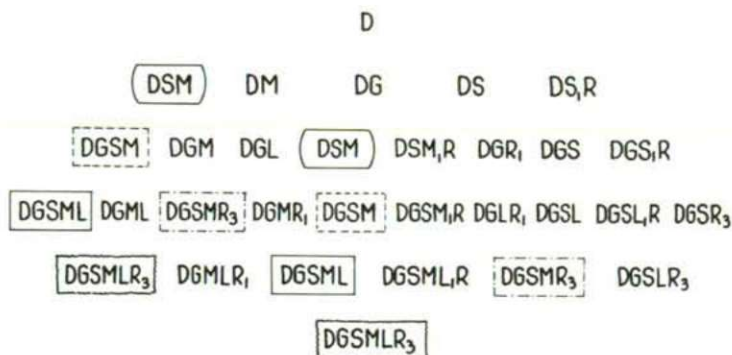 D
DSM DM DG DS DS₁R
DGSM DGM DGL DSM DSM₁R DGR₁ DGS DGS₁R
DGSML DGML DGSMR₃ DGMR₁ DGSM DGSM₁R DGLR₁ DGSL DGSL₁R DGSR₃
DGSMLR₃ DGMLR₁ DGSML DGSML₁R DGSMR₃ DGSLR₃
DGSMLR₃